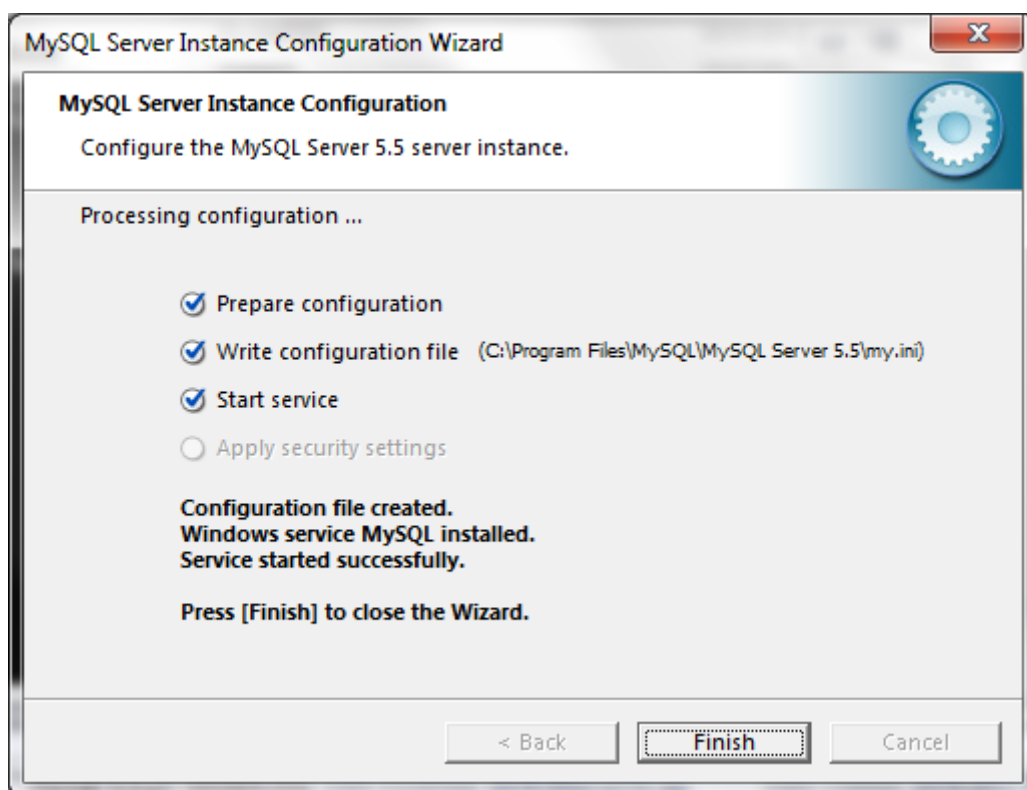 MySQL Server Instance Configuration Wizard
MySQL Server Instance Configuration
Configure the MySQL Server 5.5 server instance.
Processing configuration ...
Prepare configuration
Write configuration file (C:\Program Files\MySQL\MySQL Server 5.5\my.ini)
Start service
Apply security settings
Configuration file created.
Windows service MySQL installed.
Service started successfully.
Press [Finish] to close the Wizard.
< Back Finish Cancel